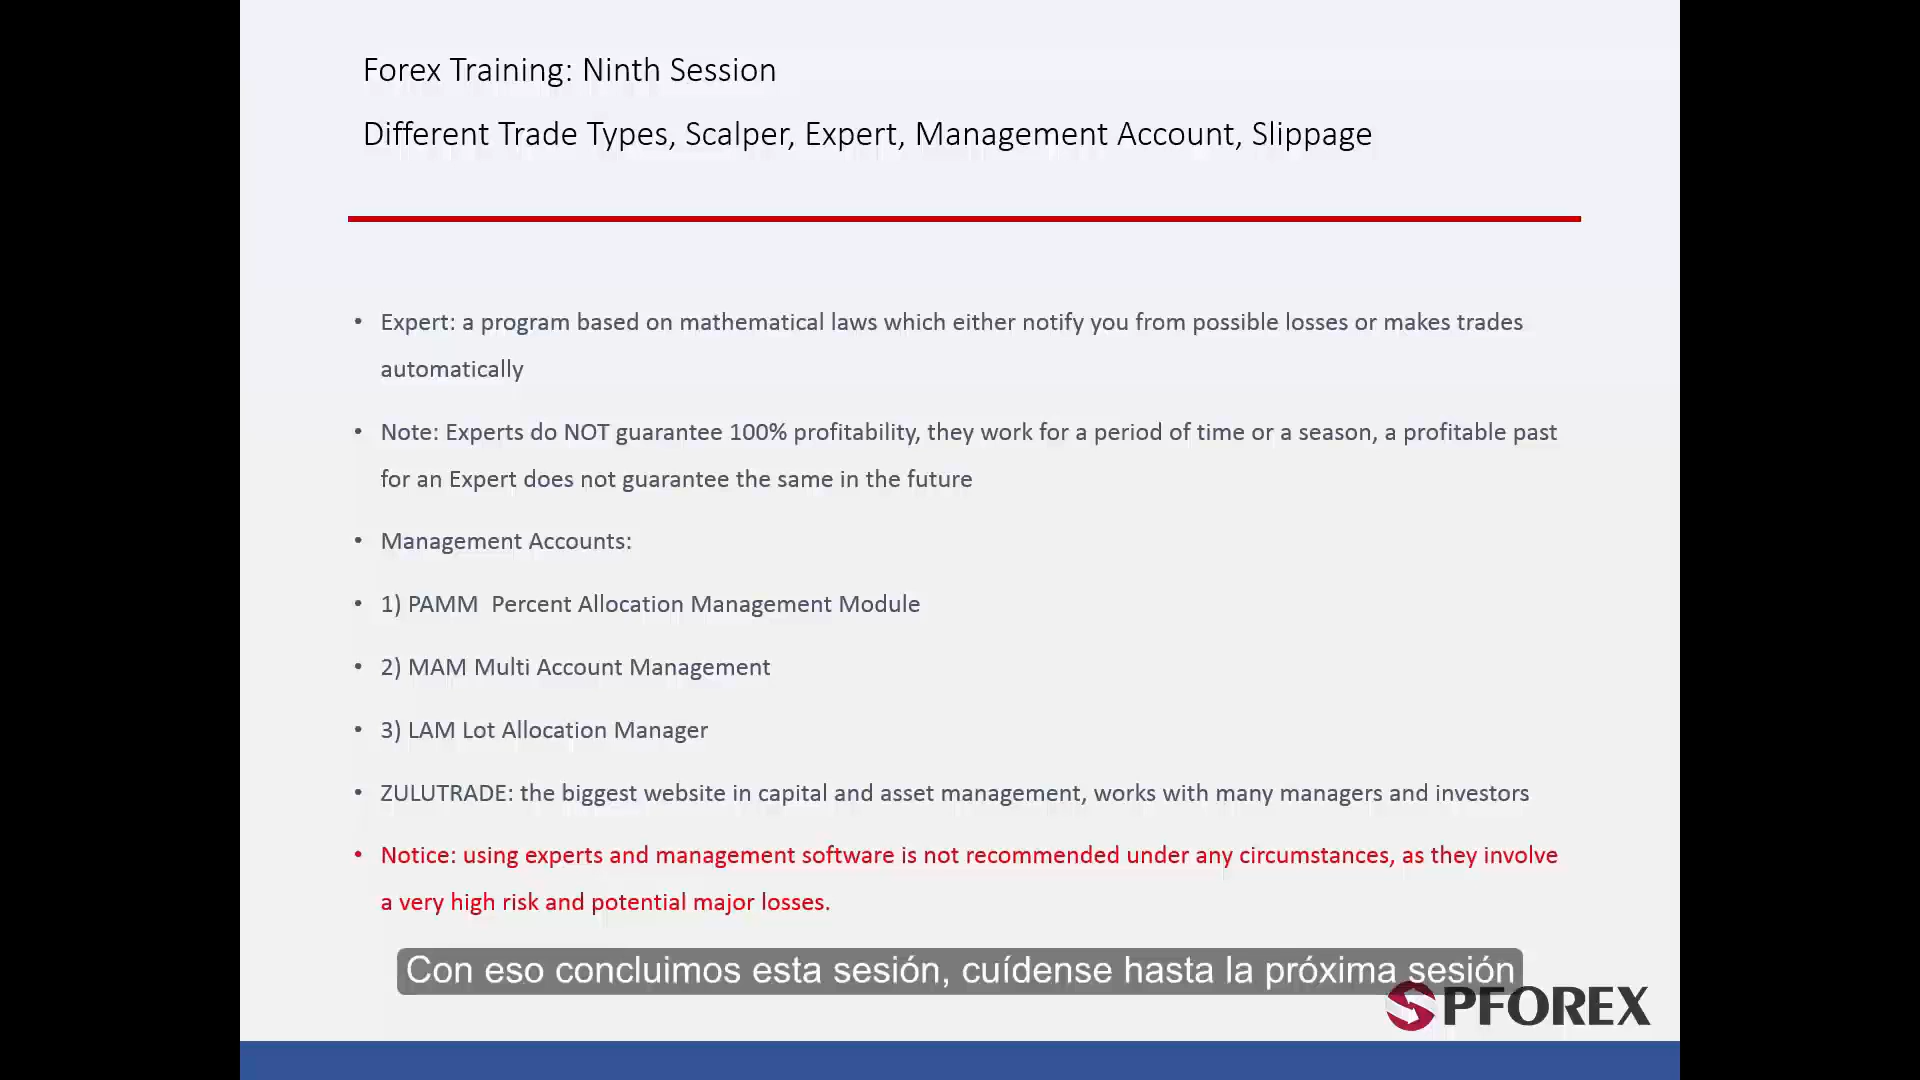 Forex Training: Ninth Session
Different Trade Types, Scalper, Expert, Management Account, Slippage
• Expert: a program based on mathematical laws which either notify you from possible losses or makes trades
automatically
• Note: Experts do NOT guarantee 100% profitability, they work for a period of time or a season, a profitable past
for an Expert does not guarantee the same in the future
• Management Accounts:
• 1) PAMM  Percent Allocation Management Module
• 2) MAM Multi Account Management
• 3) LAM Lot Allocation Manager
• ZULUTRADE: the biggest website in capital and asset management, works with many managers and investors
• Notice: using experts and management software is not recommended under any circumstances, as they involve
a very high risk and potential major losses.
Con eso concluimos esta sesión, cuídense hasta la próxima sesión
SPFOREX